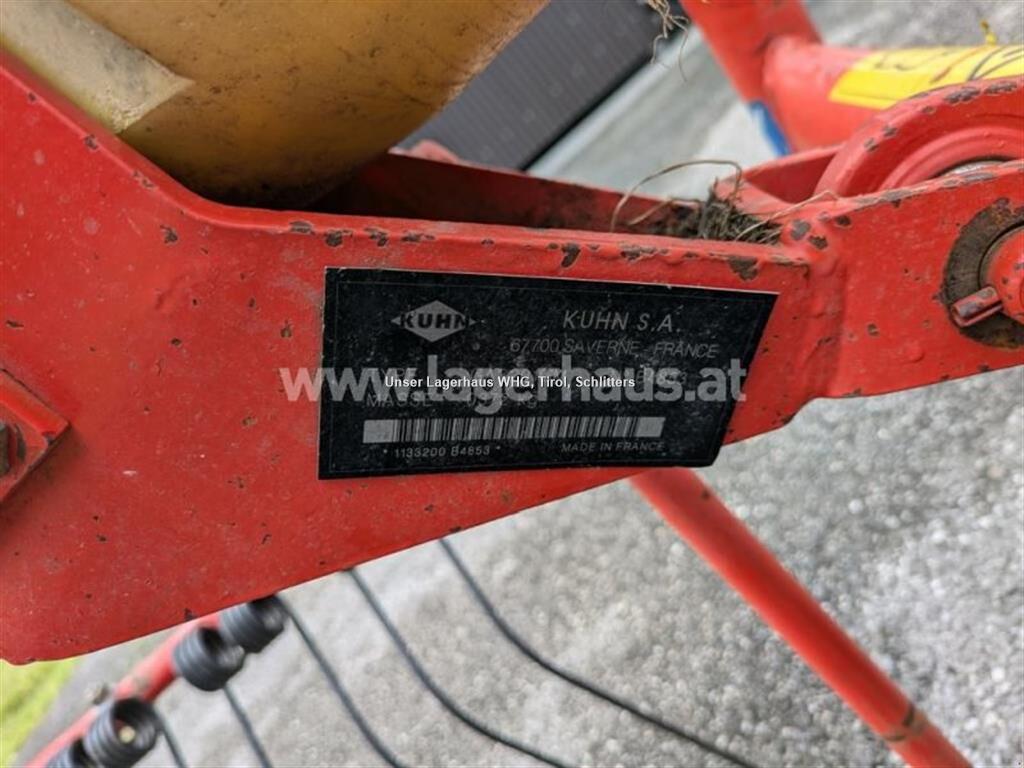 KUHN
KUHN S.A.
67700 SAVERNE - FRANCE
www.lagerhaus.at
Unser Lagerhaus WHG, Tirol, Schlitters
* 1133200 B4853 *
MADE IN FRANCE